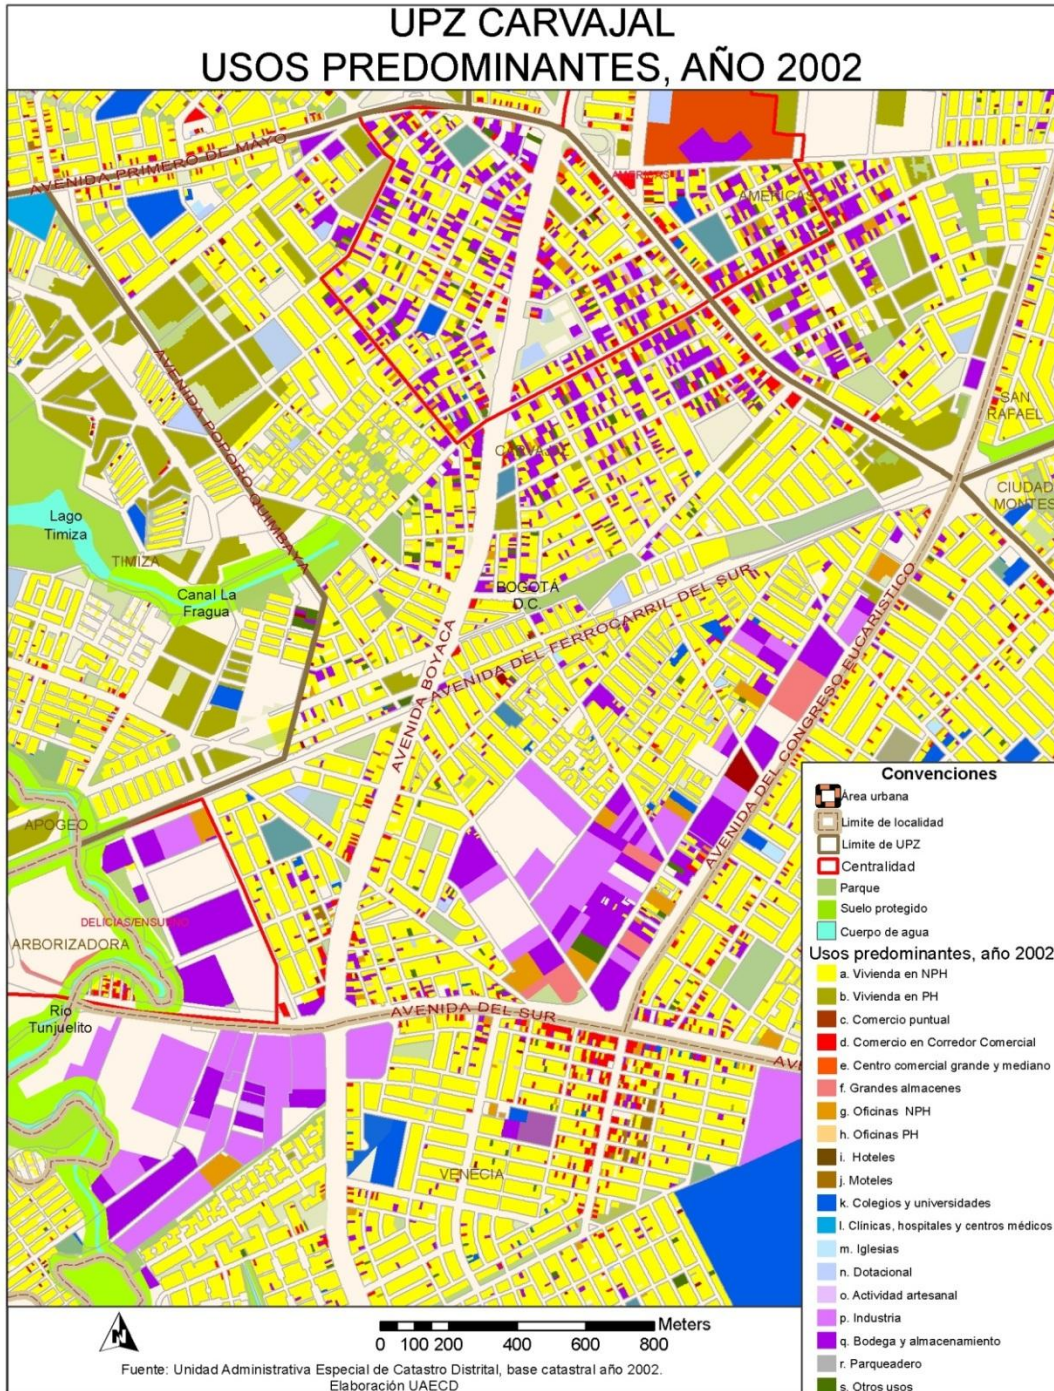 UPZ CARVAJAL
USOS PREDOMINANTES, AÑO 2002
AVENIDA PRIMERO DE MAYO
AMERICAS
AMERICAS
AVENIDA POPORO QUIMBAYA
SAN
RAFAEL
CARVAJAL
CIUDAD
MONTES
Lago
Timiza
TIMIZA
Canal La
Fragua
BOGOTÁ
D.C.
AVENIDA DEL FERROCARRIL DEL SUR
AVENIDA BOYACA
AVENIDA DEL CONGRESO EUCARISTICO
APOGEO
DELICIAS/ENSUEÑO
ARBORIZADORA
Rio
Tunjuelito
AVENIDA DEL SUR
VENECIA
Convenciones
Área urbana
Limite de localidad
Límite de UPZ
Centralidad
Parque
Suelo protegido
Cuerpo de agua
Usos predominantes, año 2002
a. Vivienda en NPH
b. Vivienda en PH
c. Comercio puntual
d. Comercio en Corredor Comercial
e. Centro comercial grande y mediano
f. Grandes almacenes
g. Oficinas NPH
h. Oficinas PH
i. Hoteles
j. Moteles
k. Colegios y universidades
l. Clínicas, hospitales y centros médicos
m. Iglesias
n. Dotacional
o. Actividad artesanal
p. Industria
q. Bodega y almacenamiento
r. Parqueadero
s. Otros usos
N
Meters
0 100 200 400 600 800
Fuente: Unidad Administrativa Especial de Catastro Distrital, base catastral año 2002.
Elaboración UAECD